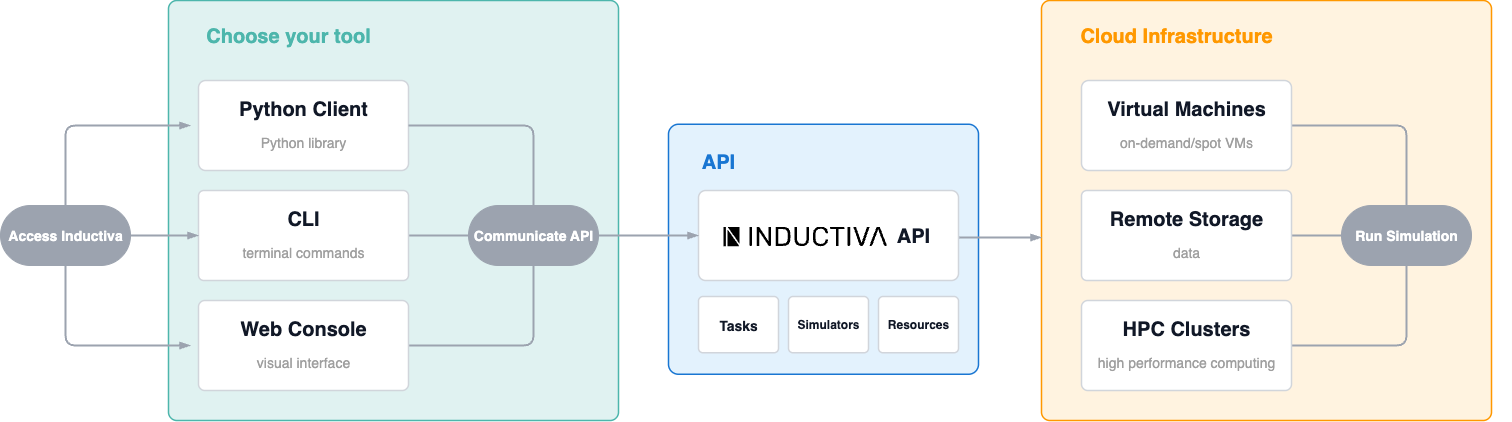 Choose your tool
Python Client
Python library
Access Inductiva
CLI
terminal commands
Web Console
visual interface
Communicate API
API
INDUCTIVA API
Tasks
Simulators
Resources
Cloud Infrastructure
Virtual Machines
on-demand/spot VMs
Remote Storage
data
HPC Clusters
high performance computing
Run Simulation